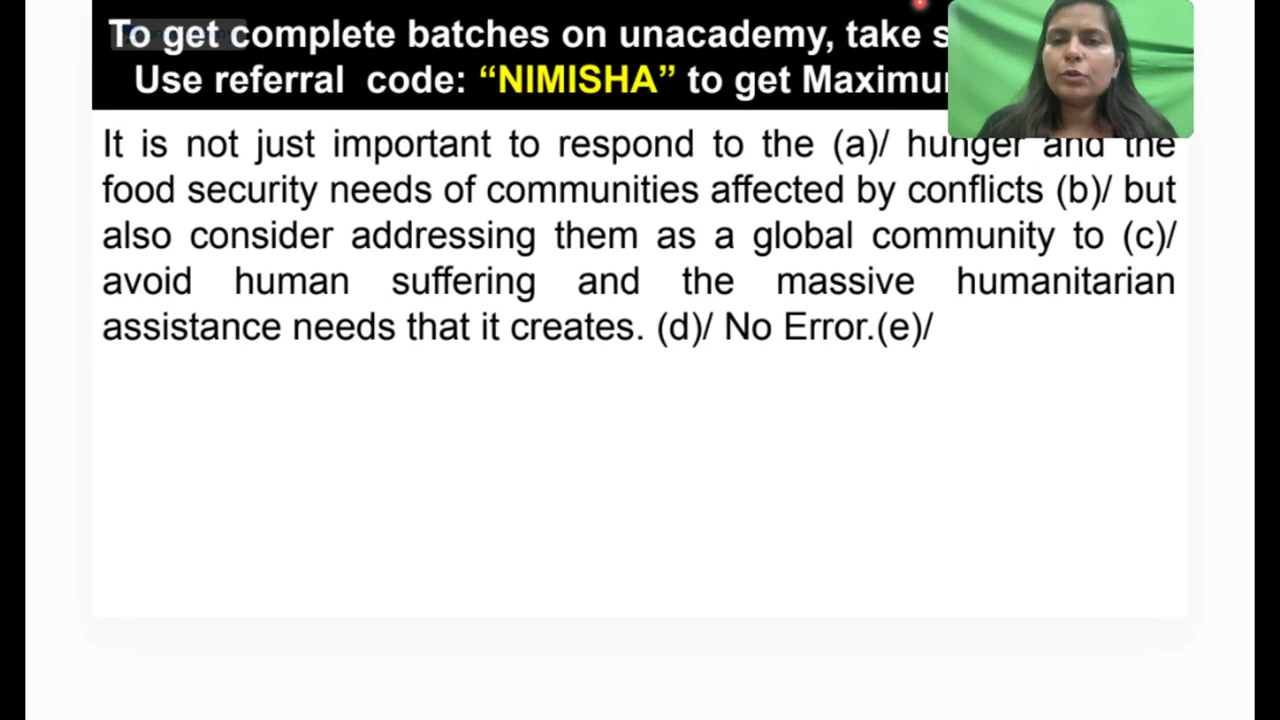 To get complete batches on unacademy, take
Use referral code: “NIMISHA” to get
It is not just important to respond to the (a)/ hunger and the
food security needs of communities affected by conflicts (b)/ but
also consider addressing them as a global community to (c)/
avoid human suffering and the massive humanitarian
assistance needs that it creates. (d)/ No Error.(e)/